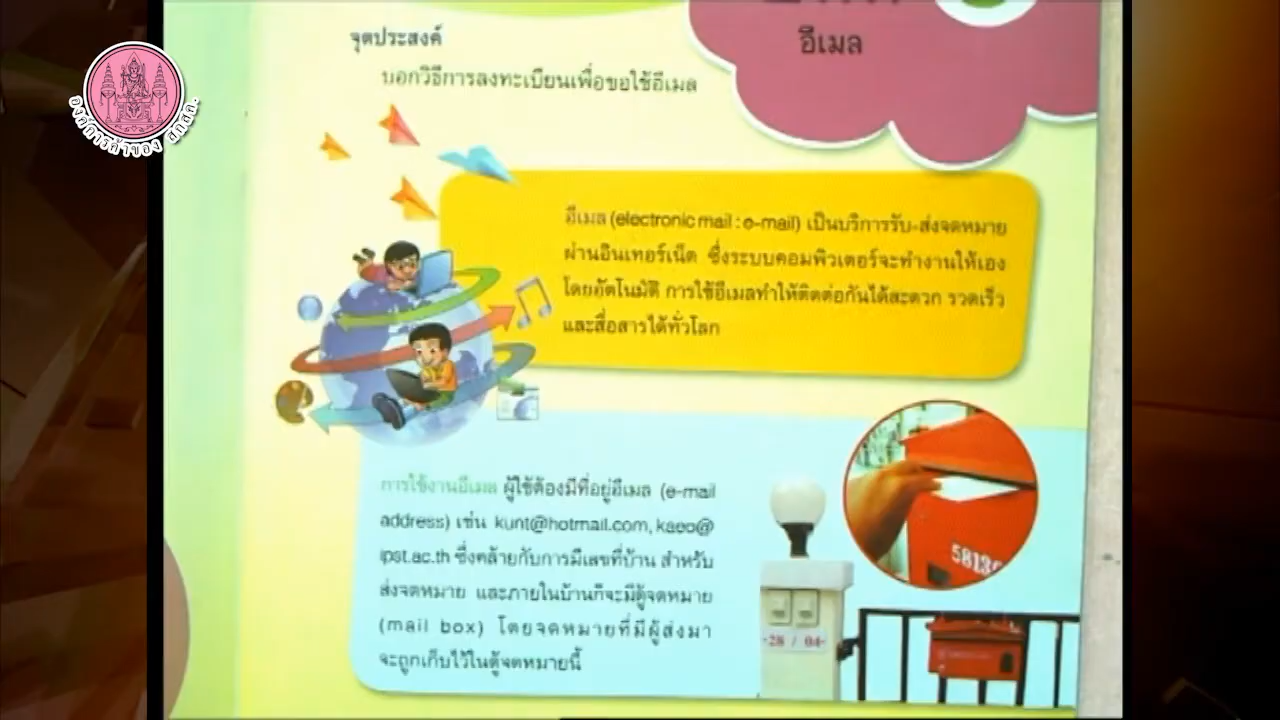 องค์การค้าของ สกสค.
จุดประสงค์
บอกวิธีการลงทะเบียนเพื่อขอใช้อีเมล
อีเมล
อีเมล (electronic mail : e-mail) เป็นบริการรับ-ส่งจดหมาย
ผ่านอินเทอร์เน็ต ซึ่งระบบคอมพิวเตอร์จะทำงานให้เอง
โดยอัตโนมัติ การใช้อีเมลทำให้ติดต่อกันได้สะดวก รวดเร็ว
และสื่อสารได้ทั่วโลก
การใช้งานอีเมล ผู้ใช้ต้องมีที่อยู่อีเมล (e-mail
address) เช่น kunt@hotmail.com, kaeo@
ipst.ac.th ซึ่งคล้ายกับการมีเลขที่บ้าน สำหรับ
ส่งจดหมาย และภายในบ้านก็จะมีตู้จดหมาย
(mail box) โดยจดหมายที่มีผู้ส่งมา
จะถูกเก็บไว้ในตู้จดหมายนี้
28 / 04